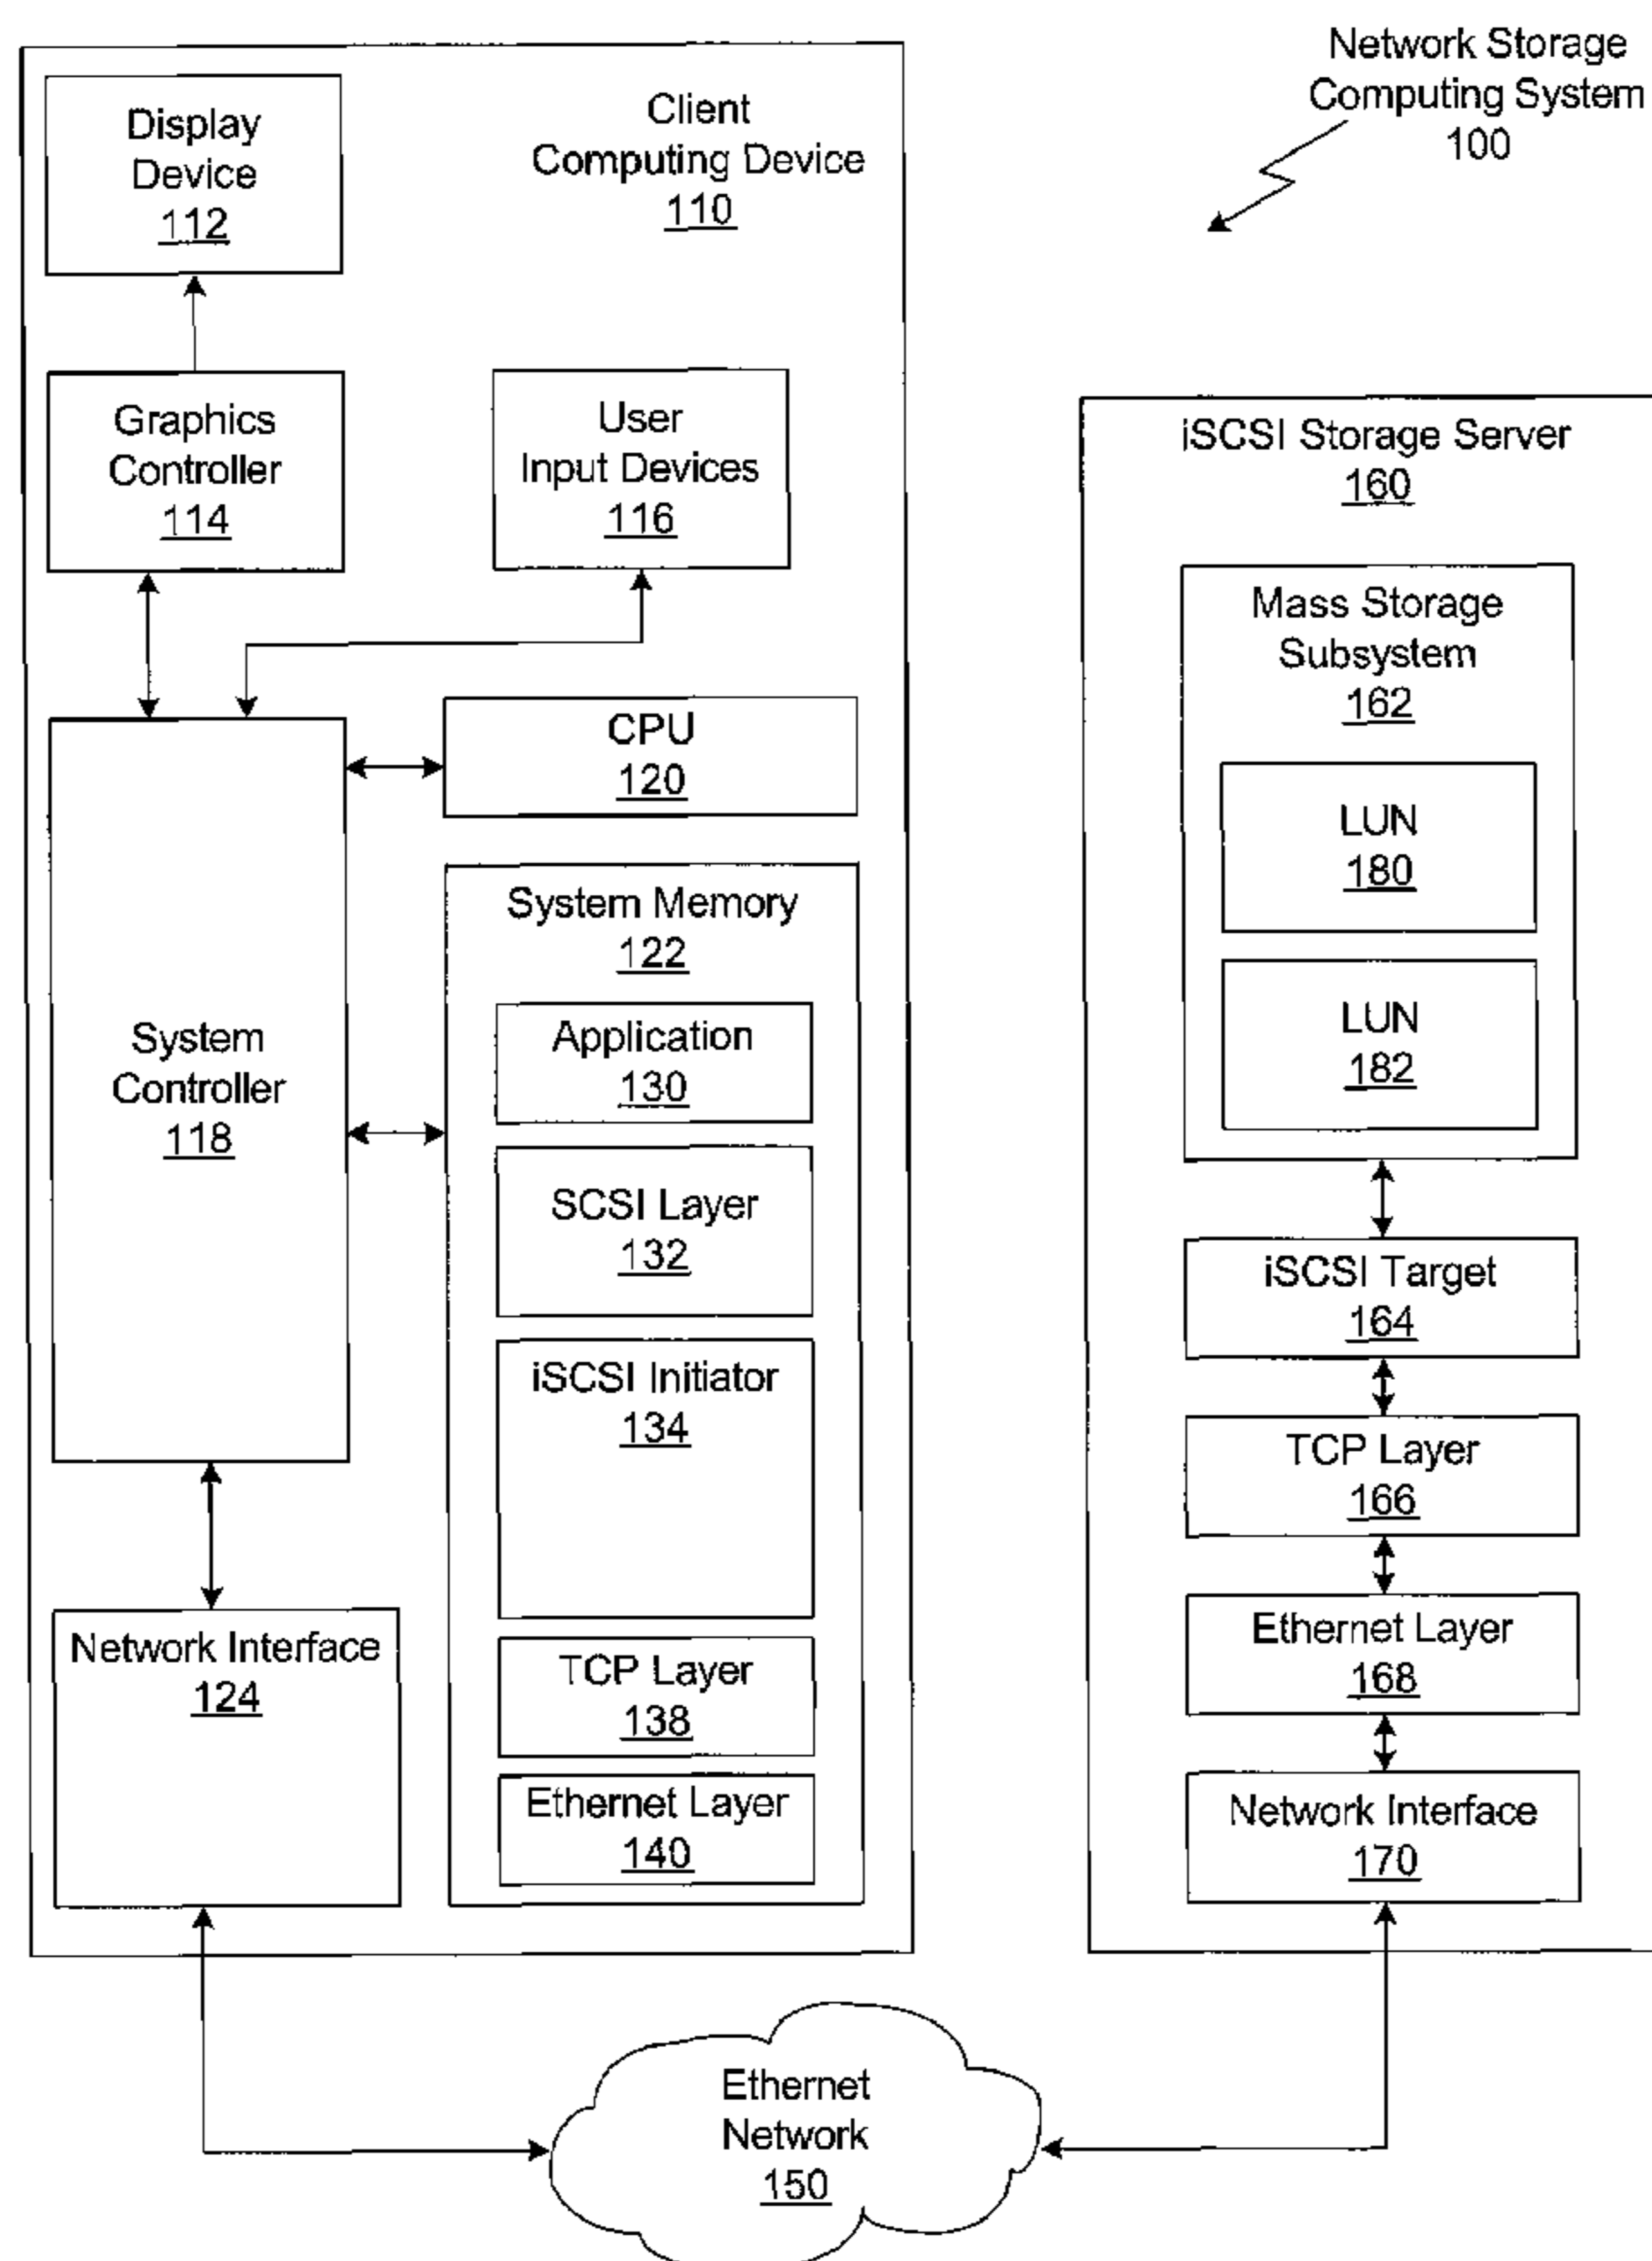 Network Storage
Computing System
100
Client
Computing Device
110
Display
Device
112
Graphics
Controller
114
User
Input Devices
116
CPU
120
System
Controller
118
System Memory
122
Application
130
SCSI Layer
132
iSCSI Initiator
134
TCP Layer
138
Ethernet Layer
140
Network Interface
124
iSCSI Storage Server
160
Mass Storage
Subsystem
162
LUN
180
LUN
182
iSCSI Target
164
TCP Layer
166
Ethernet Layer
168
Network Interface
170
Ethernet
Network
150